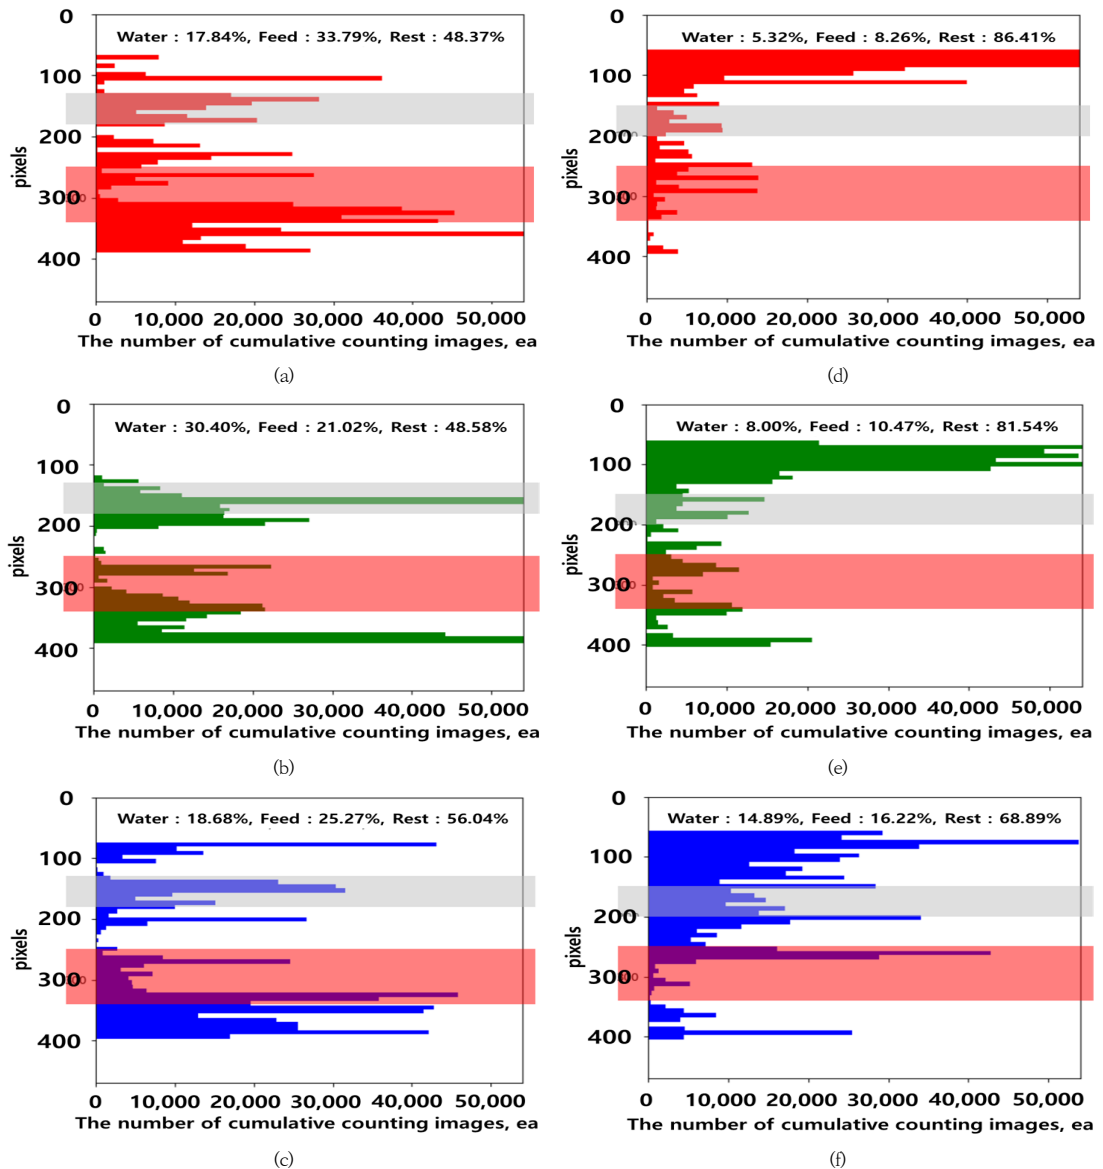 0
Water : 17.84%, Feed : 33.79%, Rest : 48.37%
100
200
300
400
pixels
0 10,000 20,000 30,000 40,000 50,000
The number of cumulative counting images, ea
(a)
0
Water : 5.32%, Feed : 8.26%, Rest : 86.41%
100
200
300
400
0 10,000 20,000 30,000 40,000 50,000
The number of cumulative counting images, ea
(d)
0
Water : 30.40%, Feed : 21.02%, Rest : 48.58%
100
200
300
400
pixels
0 10,000 20,000 30,000 40,000 50,000
The number of cumulative counting images, ea
(b)
0
Water : 8.00%, Feed : 10.47%, Rest : 81.54%
100
200
300
400
0 10,000 20,000 30,000 40,000 50,000
The number of cumulative counting images, ea
(e)
0
Water : 18.68%, Feed : 25.27%, Rest : 56.04%
100
200
300
400
pixels
0 10,000 20,000 30,000 40,000 50,000
The number of cumulative counting images, ea
(c)
0
Water : 14.89%, Feed : 16.22%, Rest : 68.89%
100
200
300
400
0 10,000 20,000 30,000 40,000 50,000
The number of cumulative counting images, ea
(f)